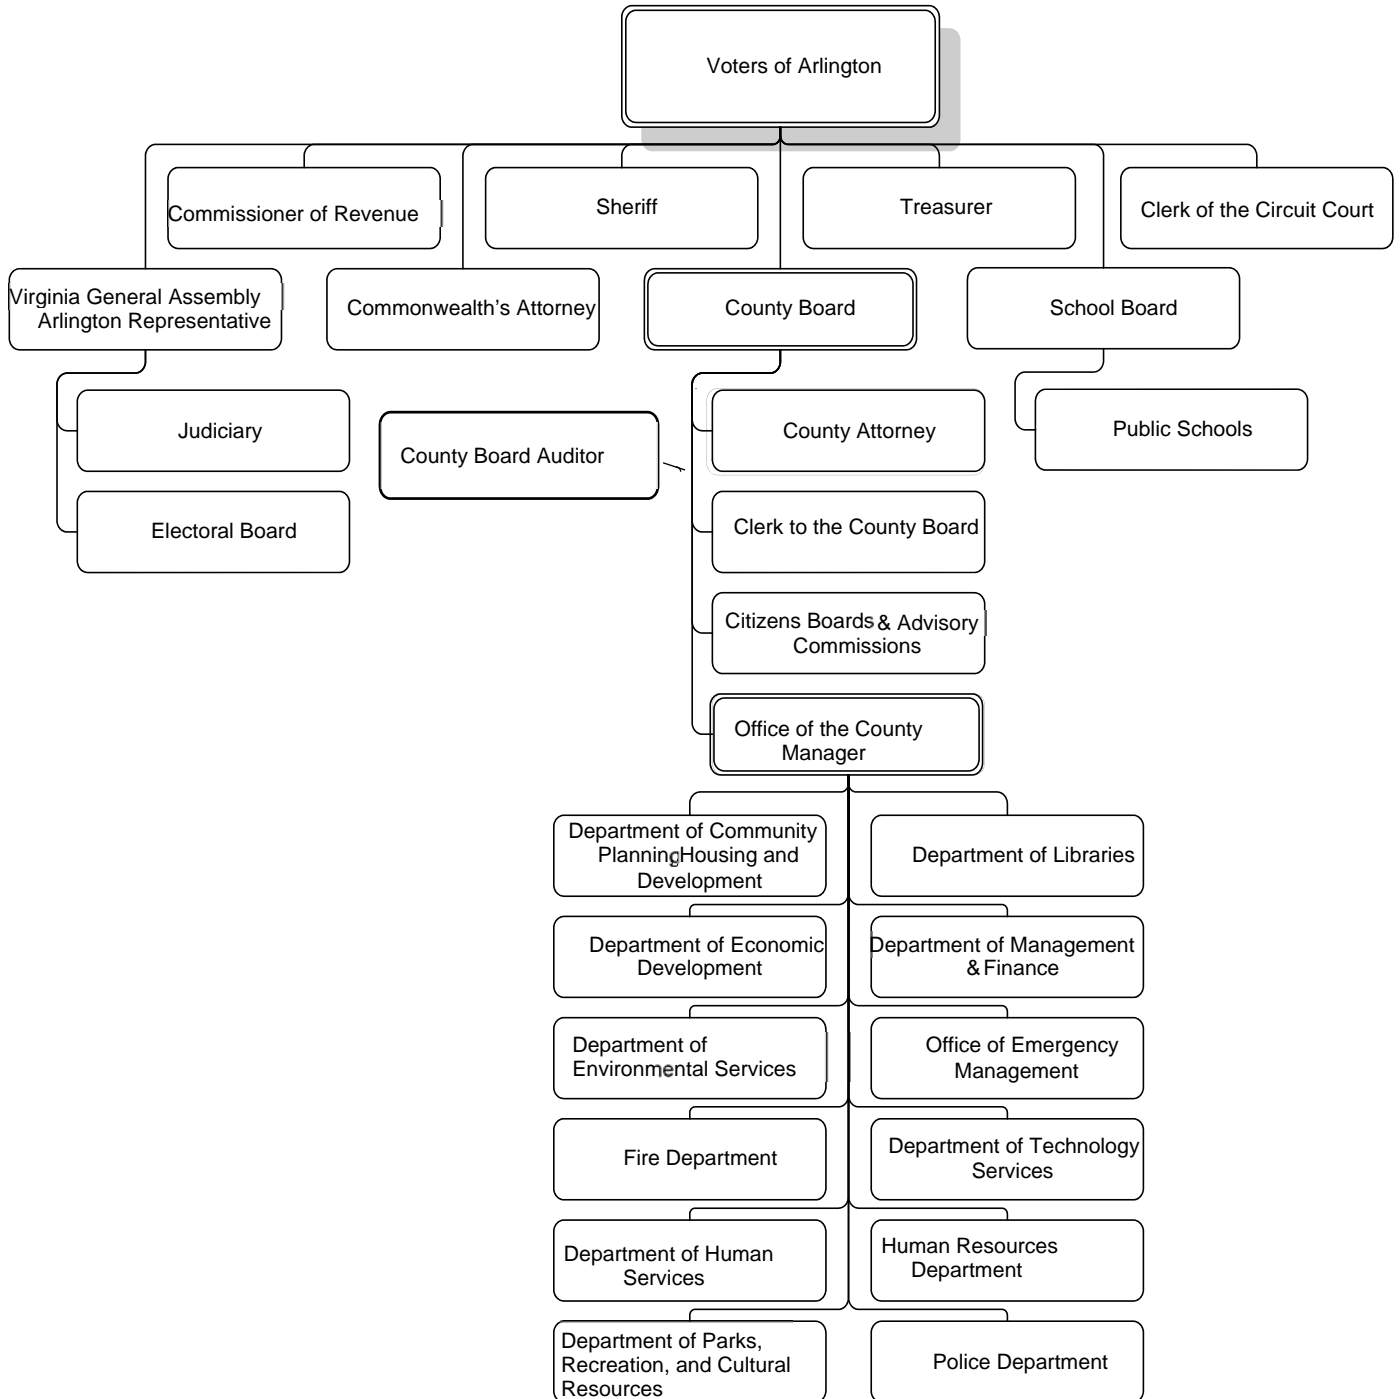 Voters of Arlington
Commissioner of Revenue
Sheriff
Treasurer
Clerk of the Circuit Court
Virginia General Assembly
Arlington Representative
Commonwealth’s Attorney
County Board
School Board
Judiciary
County Board Auditor
County Attorney
Public Schools
Electoral Board
Clerk to the County Board
Citizens Boards & Advisory
Commissions
Office of the County
Manager
Department of Community
Planning Housing and
Development
Department of Libraries
Department of Economic
Development
Department of Management
& Finance
Department of
Environmental Services
Office of Emergency
Management
Fire Department
Department of Technology
Services
Department of Human
Services
Human Resources
Department
Department of Parks,
Recreation, and Cultural
Resources
Police Department